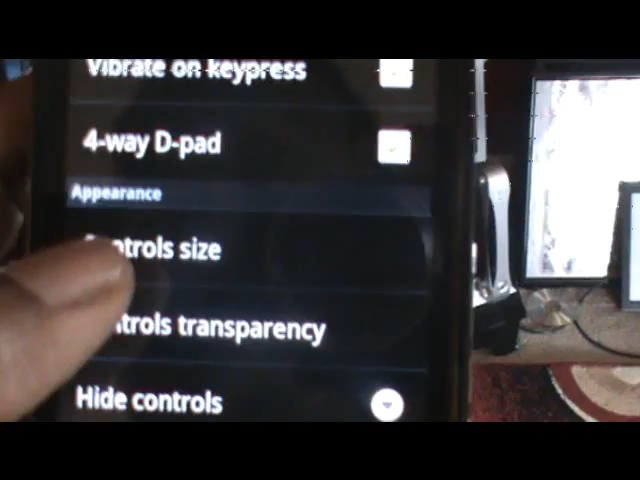 Vibrate on keypress
4-way D-pad
Appearance
Controls size
Controls transparency
Hide controls